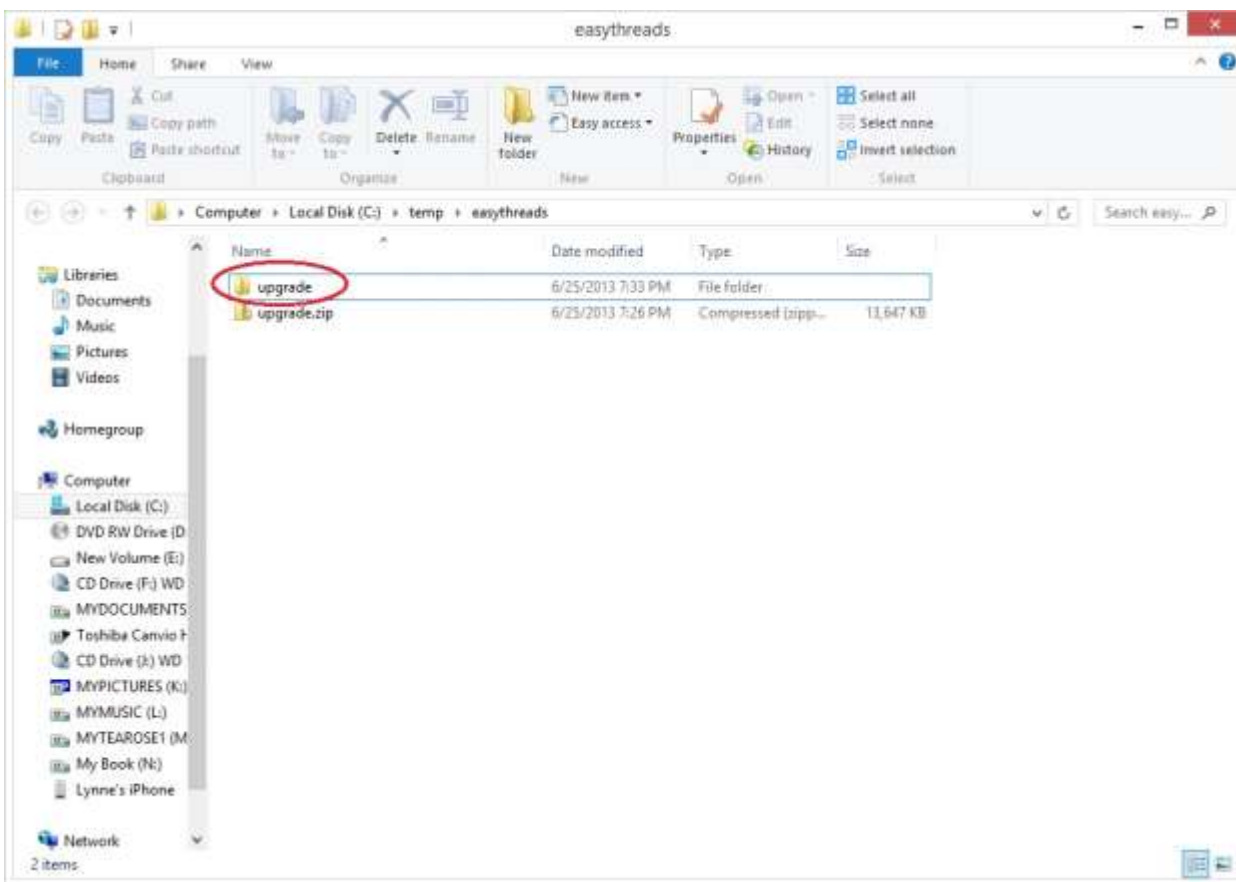 easythreads
File Home Share View
Copy Paste Cut
Copy path
Paste shortcut
Move to Copy to Delete Rename
New folder New item
Easy access
Properties Open
Edit
History
Select all
Select none
Invert selection
Clipboard Organize New Open Select
Computer Local Disk (C:) temp easythreads Search easy...
Name Date modified Type Size
upgrade 6/25/2013 7:33 PM File folder
upgrade.zip 6/25/2013 7:26 PM Compressed (zipp... 13,647 KB
Libraries
Documents
Music
Pictures
Videos
Homegroup
Computer
Local Disk (C:)
DVD RW Drive (D
New Volume (E:)
CD Drive (F:) WD
MYDOCUMENTS
Toshiba Canvio H
CD Drive (J:) WD
MYPICTURES (K:)
MYMUSIC (L:)
MYTEAROSE1 (M
My Book (N:)
Lynne's iPhone
Network
2 items